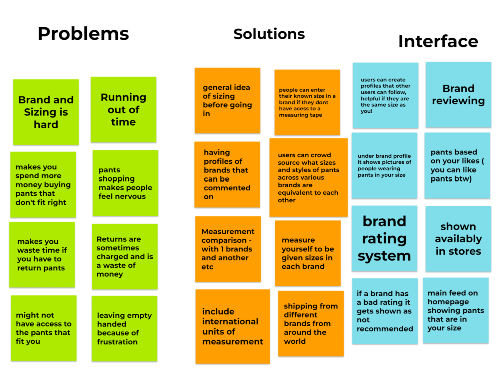 Problems
Solutions
Interface
Brand and
Sizing is
hard
Running
out of
time
makes you
spend more
money buying
pants that
don't fit right
pants
shopping
makes people
feel nervous
makes you
waste time if
you have to
return pants
Returns are
sometimes
charged and is
a waste of
money
might not
have access to
the pants that
fit you
leaving empty
handed
because of
frustration
general idea
of sizing
before going
in
people can enter
their known size in a
brand if they dont
have acess to a
measuring tape
having
profiles of
brands that
can be
commented
on
users can crowd
source what sizes
and styles of pants
across various
brands are
equivalent to each
other
Measurement
comparison -
with 1 brands
and another
etc
measure
yourself to be
given sizes in
each brand
include
international
units of
measurement
shipping from
different
brands from
around the
world
users can create
profiles that other
users can follow,
helpful if they are
the same size as
you!
Brand
reviewing
under brand profile
it shows pictures of
people wearing
pants in your size
pants based
on your likes (
you can like
pants btw)
brand
rating
system
shown
availably
in stores
if a brand has
a bad rating it
gets shown as
not
recommended
main feed on
homepage
showing pants
that are in
your size